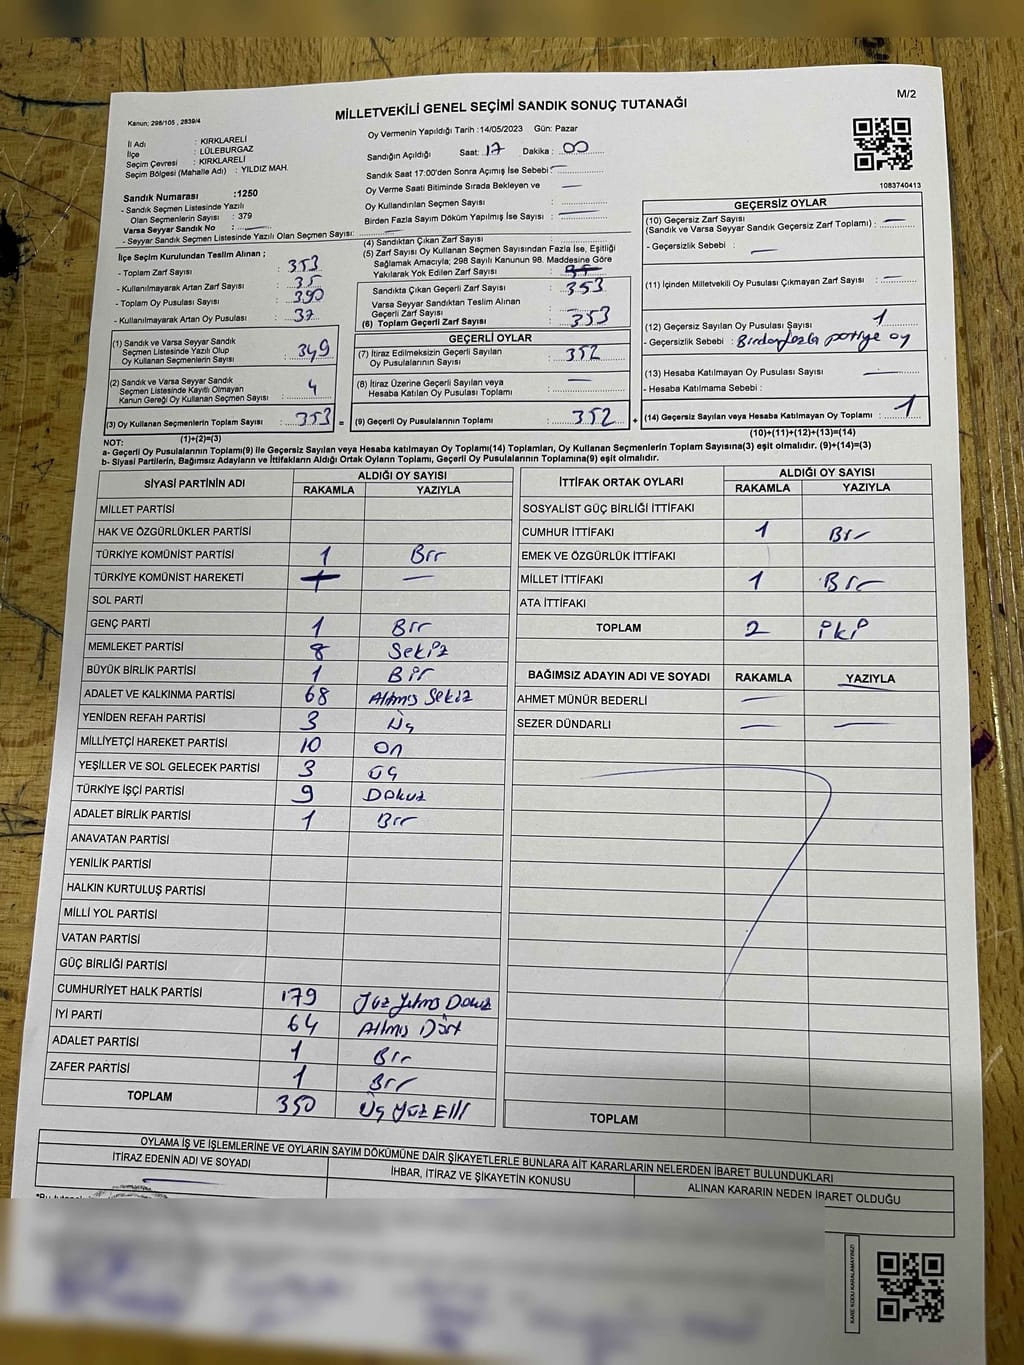 M/2
MİLLETVEKİLİ GENEL SEÇİMİ SANDIK SONUÇ TUTANAĞI
Kanun: 298/105 , 2839/4
İl Adı : KIRKLARELİ
İlçe : LÜLEBURGAZ
Seçim Çevresi : KIRKLARELİ
Seçim Bölgesi (Mahalle Adı) : YILDIZ MAH.
Sandık Numarası :1250
- Sandık Seçmen Listesinde Yazılı
Olan Seçmenlerin Sayısı : 379
Varsa Seyyar Sandık No
- Seyyar Sandık Seçmen Listesinde Yazılı Olan Seçmen Sayısı:
Oy Vermenin Yapıldığı Tarih :14/05/2023 Gün: Pazar
Sandığın Açıldığı Saat: 17 Dakika : 00
Sandık Saat 17:00'den Sonra Açımış İse Sebebi: —
Oy Verme Saati Bitiminde Sırada Bekleyen ve
Oy Kullandırılan Seçmen Sayısı —
Birden Fazla Sayım Döküm Yapılmış İse Sayısı : —
1083740413
İlçe Seçim Kurulundan Teslim Alınan ;
- Toplam Zarf Sayısı : 353
- Kullanılmayarak Artan Zarf Sayısı : 35
- Toplam Oy Pusulası Sayısı : 390
- Kullanılmayarak Artan Oy Pusulası : 37
(1) Sandık ve Varsa Seyyar Sandık
Seçmen Listesinde Yazılı Olup
Oy Kullanan Seçmenlerin Sayısı : 349
(2) Sandık ve Varsa Seyyar Sandık
Seçmen Listesinde Kayıtlı Olmayan
Kanun Gereği Oy Kullanan Seçmen Sayısı : 4
(3) Oy Kullanan Seçmenlerin Toplam Sayısı : 353 =
(1)+(2)=(3)
(4) Sandıktan Çıkan Zarf Sayısı
(5) Zarf Sayısı Oy Kullanan Seçmen Sayısından Fazla İse, Eşitliği
Sağlamak Amacıyla; 298 Sayılı Kanunun 98. Maddesine Göre
Yakılarak Yok Edilen Zarf Sayısı
Sandıkta Çıkan Geçerli Zarf Sayısı : 353
Varsa Seyyar Sandıktan Teslim Alınan
Geçerli Zarf Sayısı
(6) Toplam Geçerli Zarf Sayısı : 353
GEÇERLİ OYLAR
(7) İtiraz Edilmeksizin Geçerli Sayılan
Oy Pusulalarının Sayısı : 352
(8) İtiraz Üzerine Geçerli Sayılan veya
Hesaba Katılan Oy Pusulası Toplamı : —
(9) Geçerli Oy Pusulalarının Toplamı : 352 +
GEÇERSİZ OYLAR
(10) Geçersiz Zarf Sayısı
(Sandık ve Varsa Seyyar Sandık Geçersiz Zarf Toplamı) : —
- Geçersizlik Sebebi : —
(11) İçinden Milletvekili Oy Pusulası Çıkmayan Zarf Sayısı : —
(12) Geçersiz Sayılan Oy Pusulası Sayısı : 1
- Geçersizlik Sebebi : Birden fazla partiye oy
(13) Hesaba Katılmayan Oy Pusulası Sayısı : —
- Hesaba Katılmama Sebebi :
(14) Geçersiz Sayılan veya Hesaba Katılmayan Oy Toplamı : 1
(10)+(11)+(12)+(13)=(14)
NOT:
a- Geçerli Oy Pusulalarının Toplamı(9) ile Geçersiz Sayılan veya Hesaba katılmayan Oy Toplamı(14) Toplamları, Oy Kullanan Seçmenlerin Toplam Sayısına(3) eşit olmalıdır. (9)+(14)=(3)
b- Siyasi Partilerin, Bağımsız Adayların ve İttifakların Aldığı Ortak Oyların Toplamı, Geçerli Oy Pusulalarının Toplamına(9) eşit olmalıdır.
SİYASİ PARTİNİN ADI ALDIĞI OY SAYISI
RAKAMLA YAZIYLA
MİLLET PARTİSİ
HAK VE ÖZGÜRLÜKLER PARTİSİ
TÜRKİYE KOMÜNİST PARTİSİ 1 Bir
TÜRKİYE KOMÜNİST HAREKETİ —
SOL PARTİ
GENÇ PARTİ 1 Bir
MEMLEKET PARTİSİ 8 Sekiz
BÜYÜK BİRLİK PARTİSİ 1 Bir
ADALET VE KALKINMA PARTİSİ 68 Altmış Sekiz
YENİDEN REFAH PARTİSİ 3 Üç
MİLLİYETÇİ HAREKET PARTİSİ 10 On
YEŞİLLER VE SOL GELECEK PARTİSİ 3 Üç
TÜRKİYE İŞÇİ PARTİSİ 9 Dokuz
ADALET BİRLİK PARTİSİ 1 Bir
ANAVATAN PARTİSİ
YENİLİK PARTİSİ
HALKIN KURTULUŞ PARTİSİ
MİLLİ YOL PARTİSİ
VATAN PARTİSİ
GÜÇ BİRLİĞİ PARTİSİ
CUMHURİYET HALK PARTİSİ 179 Yüz Yetmiş Dokuz
İYİ PARTİ 64 Altmış Dört
ADALET PARTİSİ 1 Bir
ZAFER PARTİSİ 1 Bir
TOPLAM 350 Üç Yüz Elli
İTTİFAK ORTAK OYLARI ALDIĞI OY SAYISI
RAKAMLA YAZIYLA
SOSYALİST GÜÇ BİRLİĞİ İTTİFAKI
CUMHUR İTTİFAKI 1 Bir
EMEK VE ÖZGÜRLÜK İTTİFAKI
MİLLET İTTİFAKI 1 Bir
ATA İTTİFAKI
TOPLAM 2 iki
BAĞIMSIZ ADAYIN ADI VE SOYADI RAKAMLA YAZIYLA
AHMET MÜNÜR BEDERLİ —
SEZER DÜNDARLI — —
TOPLAM
OYLAMA İŞ VE İŞLEMLERİNE VE OYLARIN SAYIM DÖKÜMÜNE DAİR ŞİKAYETLERLE BUNLARA AİT KARARLARIN NELERDEN İBARET BULUNDUKLARI
İTİRAZ EDENİN ADI VE SOYADI İHBAR, İTİRAZ VE ŞİKAYETİN KONUSU ALINAN KARARIN NEDEN İBARET OLDUĞU
KARE KODU KARALAMAYINIZ!